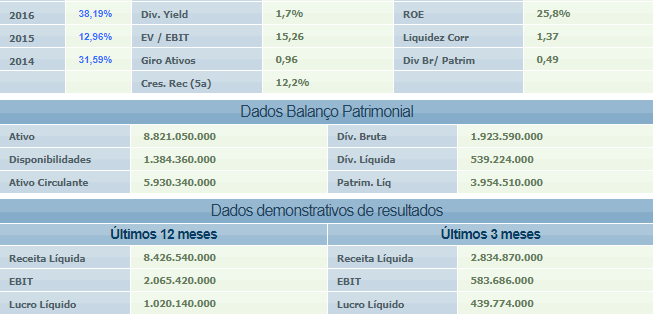 2016 38,19% Div. Yield 1,7% ROE 25,8%
2015 12,96% EV / EBIT 15,26 Liquidez Corr 1,37
2014 31,59% Giro Ativos 0,96 Div Br/ Patrim 0,49
Cres. Rec (5a) 12,2%
Dados Balanço Patrimonial
Ativo 8.821.050.000 Dív. Bruta 1.923.590.000
Disponibilidades 1.384.360.000 Dív. Líquida 539.224.000
Ativo Circulante 5.930.340.000 Patrim. Líq 3.954.510.000
Dados demonstrativos de resultados
Últimos 12 meses Últimos 3 meses
Receita Líquida 8.426.540.000 Receita Líquida 2.834.870.000
EBIT 2.065.420.000 EBIT 583.686.000
Lucro Líquido 1.020.140.000 Lucro Líquido 439.774.000